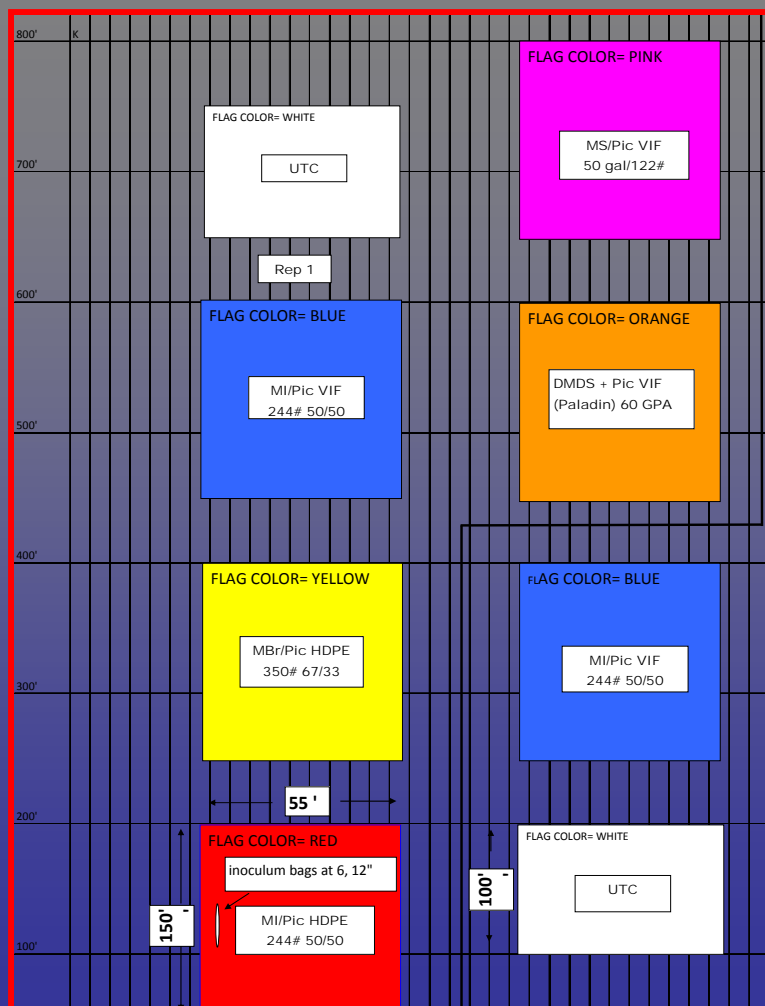 800'
K
FLAG COLOR= PINK
FLAG COLOR= WHITE
MS/Pic VIF
50 gal/122#
UTC
700'
Rep 1
600'
FLAG COLOR= BLUE
FLAG COLOR= ORANGE
MI/Pic VIF
244# 50/50
DMDS + Pic VIF
(Paladin) 60 GPA
500'
400'
FLAG COLOR= YELLOW
FLAG COLOR= BLUE
MBr/Pic HDPE
350# 67/33
MI/Pic VIF
244# 50/50
300'
55 '
200'
FLAG COLOR= RED
FLAG COLOR= WHITE
inoculum bags at 6, 12"
UTC
100'
'
150'
'
MI/Pic HDPE
244# 50/50
100'